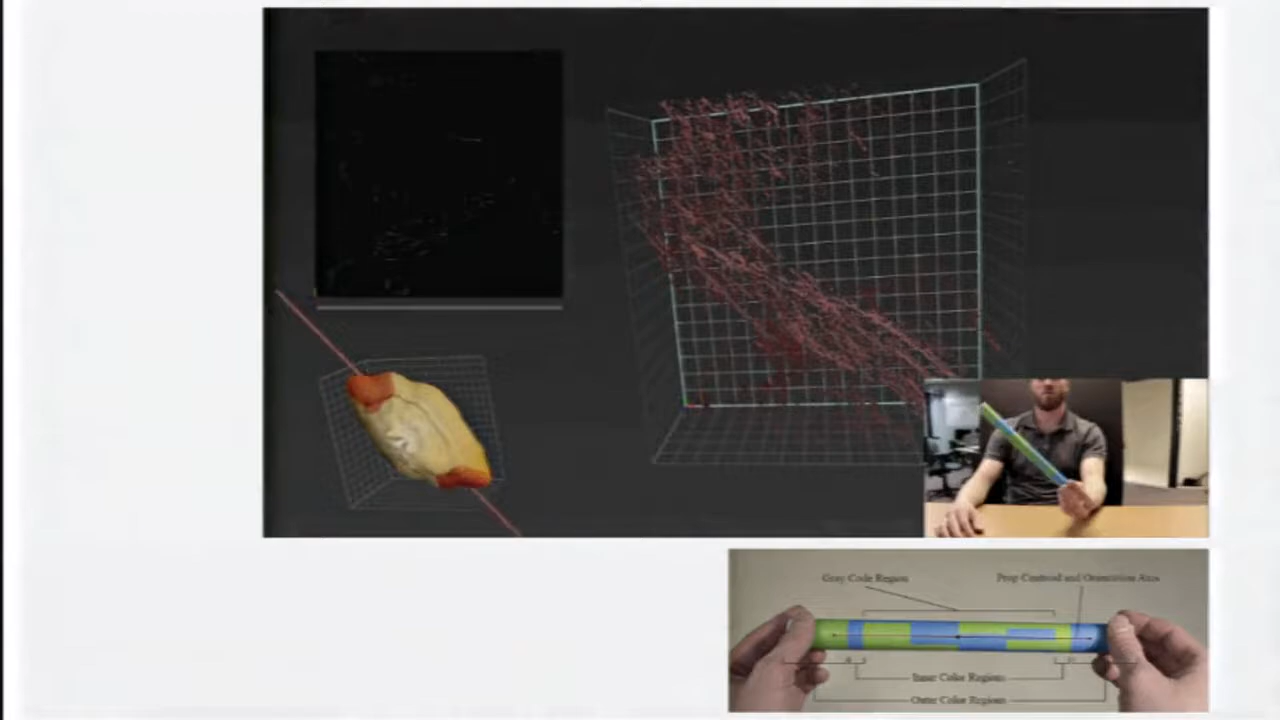 Gray Code Region
Prop Centroid and Orientation Axis
Inner Color Regions
Outer Color Regions